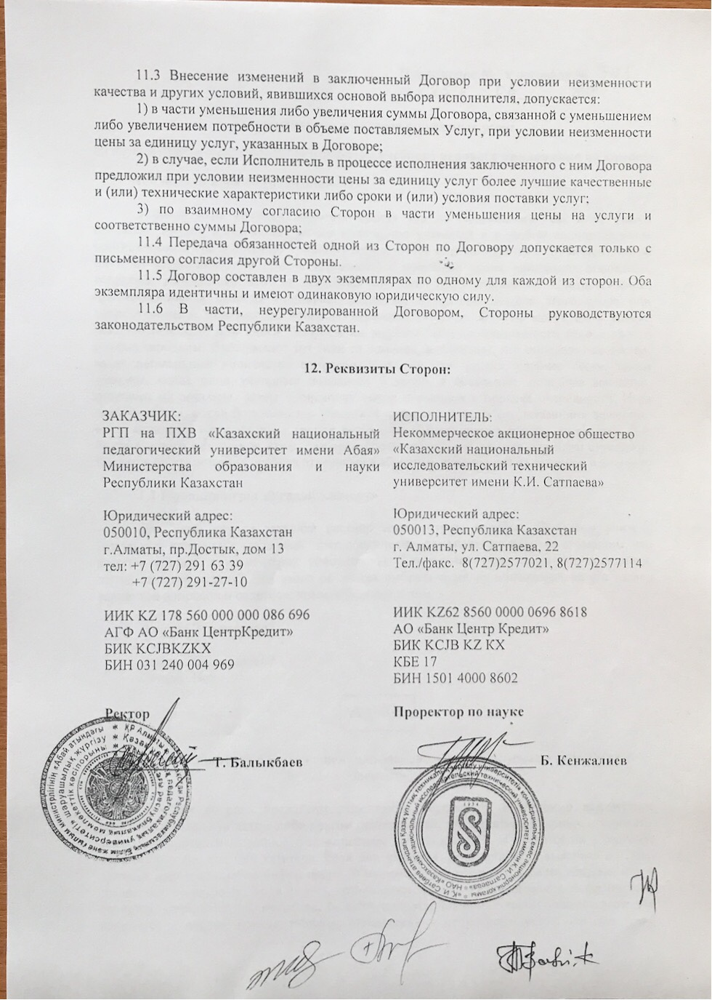 11.3 Внесение изменений в заключенный Договор при условии неизменности
качества и других условий, явившихся основой выбора исполнителя, допускается:
1) в части уменьшения либо увеличения суммы Договора, связанной с уменьшением
либо увеличением потребности в объеме поставляемых Услуг, при условии неизменности
цены за единицу услуг, указанных в Договоре;
2) в случае, если Исполнитель в процессе исполнения заключенного с ним Договора
предложил при условии неизменности цены за единицу услуг более лучшие качественные
и (или) технические характеристики либо сроки и (или) условия поставки услуг;
3) по взаимному согласию Сторон в части уменьшения цены на услуги и
соответственно суммы Договора;
11.4 Передача обязанностей одной из Сторон по Договору допускается только с
письменного согласия другой Стороны.
11.5 Договор составлен в двух экземплярах по одному для каждой из сторон. Оба
экземпляра идентичны и имеют одинаковую юридическую силу.
11.6 В части, неурегулированной Договором, Стороны руководствуются
законодательством Республики Казахстан.
12. Реквизиты Сторон:
ЗАКАЗЧИК:
РГП на ПХВ «Казахский национальный
педагогический университет имени Абая»
Министерства образования и науки
Республики Казахстан
Юридический адрес:
050010, Республика Казахстан
г.Алматы, пр.Достык, дом 13
тел: +7 (727) 291 63 39
+7 (727) 291-27-10
ИИК KZ 178 560 000 000 086 696
АГФ АО «Банк ЦентрКредит»
БИК KCJBKZKX
БИН 031 240 004 969
Ректор
Т. Балыкбаев
ИСПОЛНИТЕЛЬ:
Некоммерческое акционерное общество
«Казахский национальный
исследовательский технический
университет имени К.И. Сатпаева»
Юридический адрес:
050013, Республика Казахстан
г. Алматы, ул. Сатпаева, 22
Тел./факс. 8(727)2577021, 8(727)2577114
ИИК KZ62 8560 0000 0696 8618
АО «Банк Центр Кредит»
БИК KCJB KZ KX
КБЕ 17
БИН 1501 4000 8602
Проректор по науке
Б. Кенжалиев